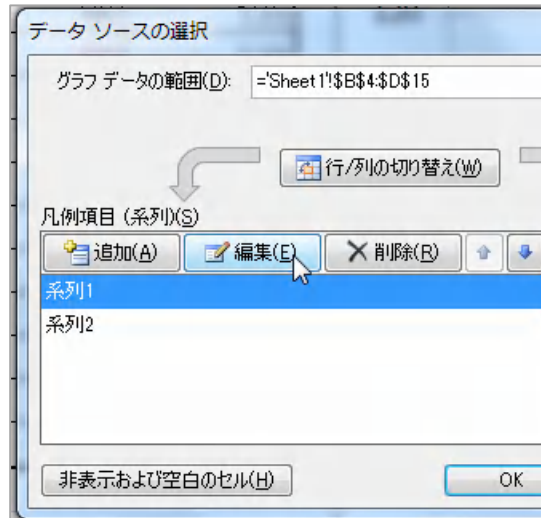 データ ソースの選択
グラフ データの範囲(D): ='Sheet1'!$B$4:$D$15
行/列の切り替え(W)
凡例項目 (系列)(S)
追加(A) 編集(E) 削除(R)
系列1
系列2
非表示および空白のセル(H) OK